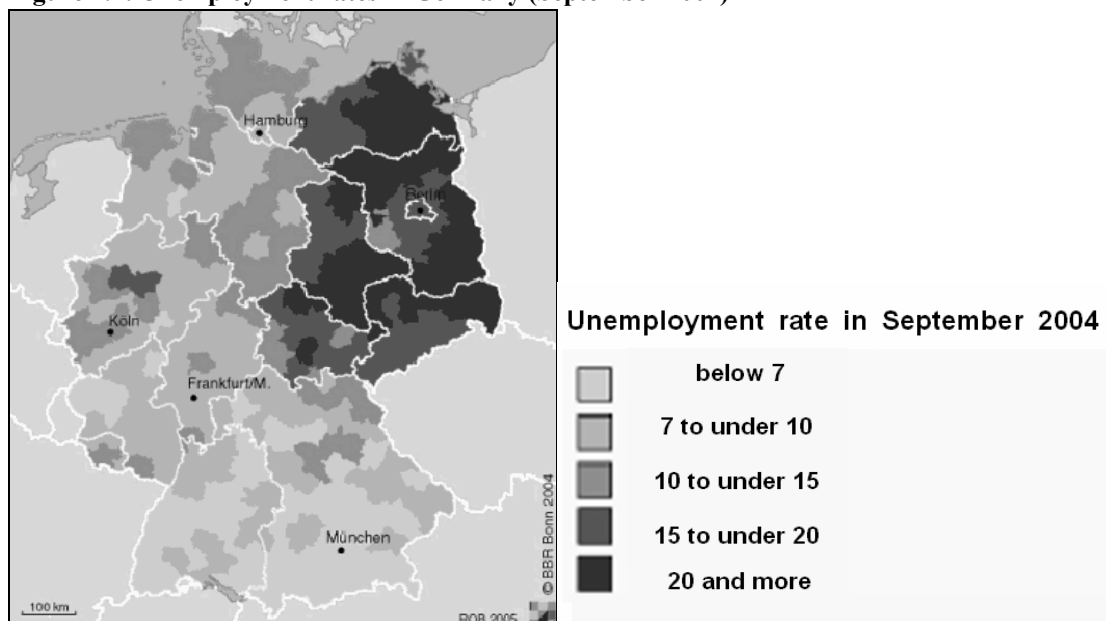 Hamburg
Berlin
Köln
Frankfurt/M.
München
© BBR Bonn 2004
100 km
ROB 2005
Unemployment rate in September 2004
below 7
7 to under 10
10 to under 15
15 to under 20
20 and more